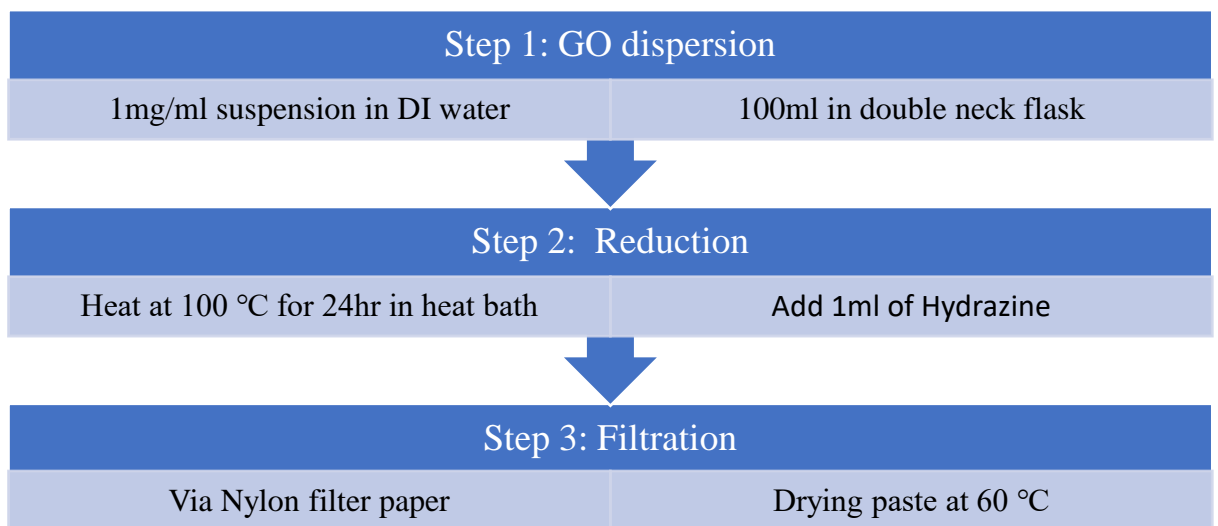 Step 1: GO dispersion
1mg/ml suspension in DI water
100ml in double neck flask
Step 2:  Reduction
Heat at 100 ℃ for 24hr in heat bath
Add 1ml of Hydrazine
Step 3: Filtration
Via Nylon filter paper
Drying paste at 60 ℃